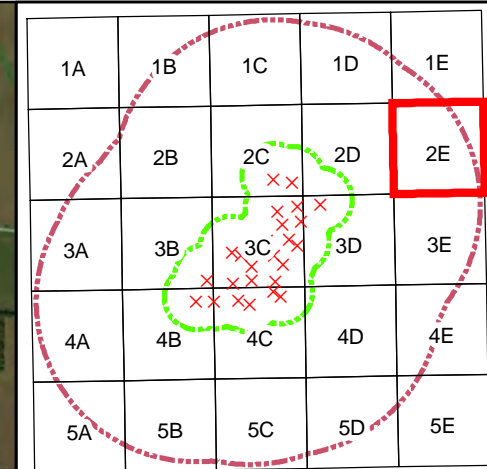 1A 1B 1C 1D 1E
2A 2B 2C 2D 2E
3A 3B 3C 3D 3E
4A 4B 4C 4D 4E
5A 5B 5C 5D 5E